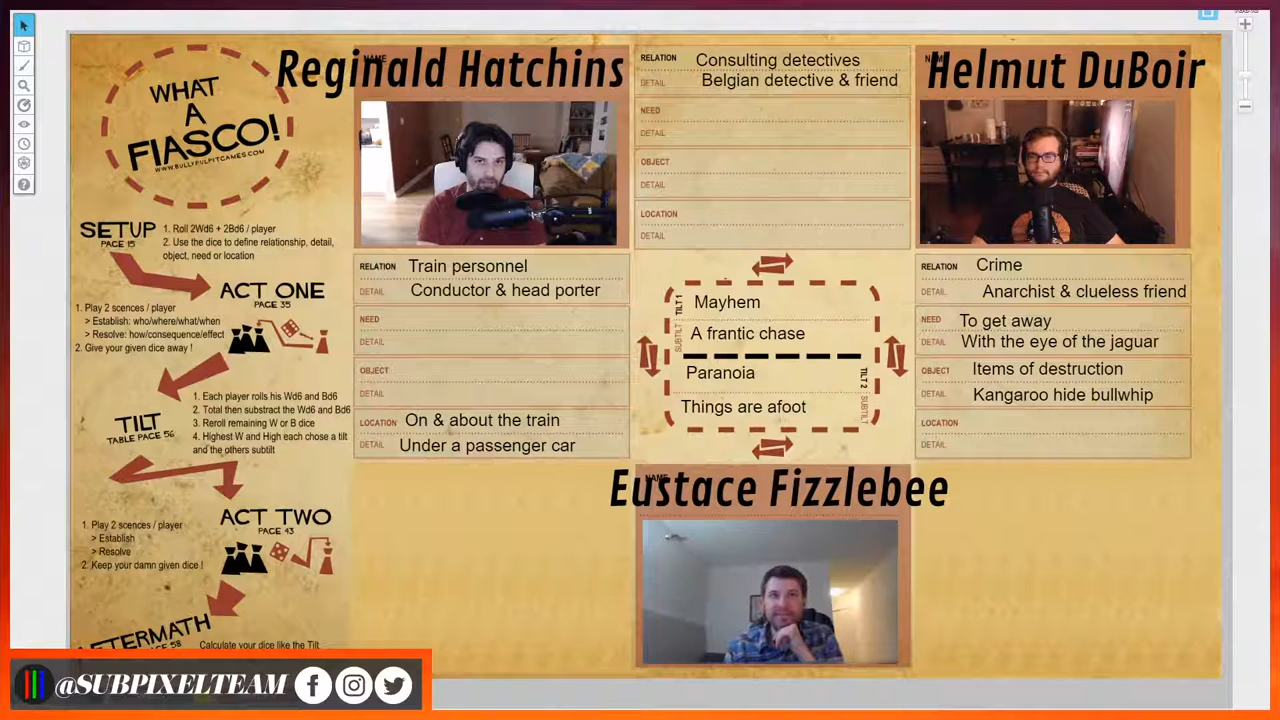 WHAT
A
FIASCO!
WWW.BULLYPULPITGAMES.COM
SETUP
PAGE 15
1. Roll 2Wd6 + 2Bd6 / player
2. Use the dice to define relationship, detail,
object, need or location
ACT ONE
PAGE 35
1. Play 2 scences / player
> Establish: who/where/what/when
> Resolve: how/consequence/effect
2. Give your given dice away !
TILT
TABLE PAGE 56
1. Each player rolls his Wd6 and Bd6
2. Total then substract the Wd6 and Bd6
3. Reroll remaining W or B dice
4. Highest W and High each chose a tilt
and the others subtilt
ACT TWO
PAGE 43
1. Play 2 scences / player
> Establish
> Resolve
2. Keep your damn given dice !
Calculate your dice like the Tilt
@SUBPIXELTEAM
Reginald Hatchins
RELATION Train personnel
DETAIL Conductor & head porter
NEED
DETAIL
OBJECT
DETAIL
LOCATION On & about the train
DETAIL Under a passenger car
RELATION Consulting detectives
DETAIL Belgian detective & friend
NEED
DETAIL
OBJECT
DETAIL
LOCATION
DETAIL
TILT 1 Mayhem
SUBTILT A frantic chase
Paranoia TILT 2
Things are afoot SUBTILT
Helmut DuBoir
RELATION Crime
DETAIL Anarchist & clueless friend
NEED To get away
DETAIL With the eye of the jaguar
OBJECT Items of destruction
DETAIL Kangaroo hide bullwhip
LOCATION
DETAIL
Eustace Fizzlebee